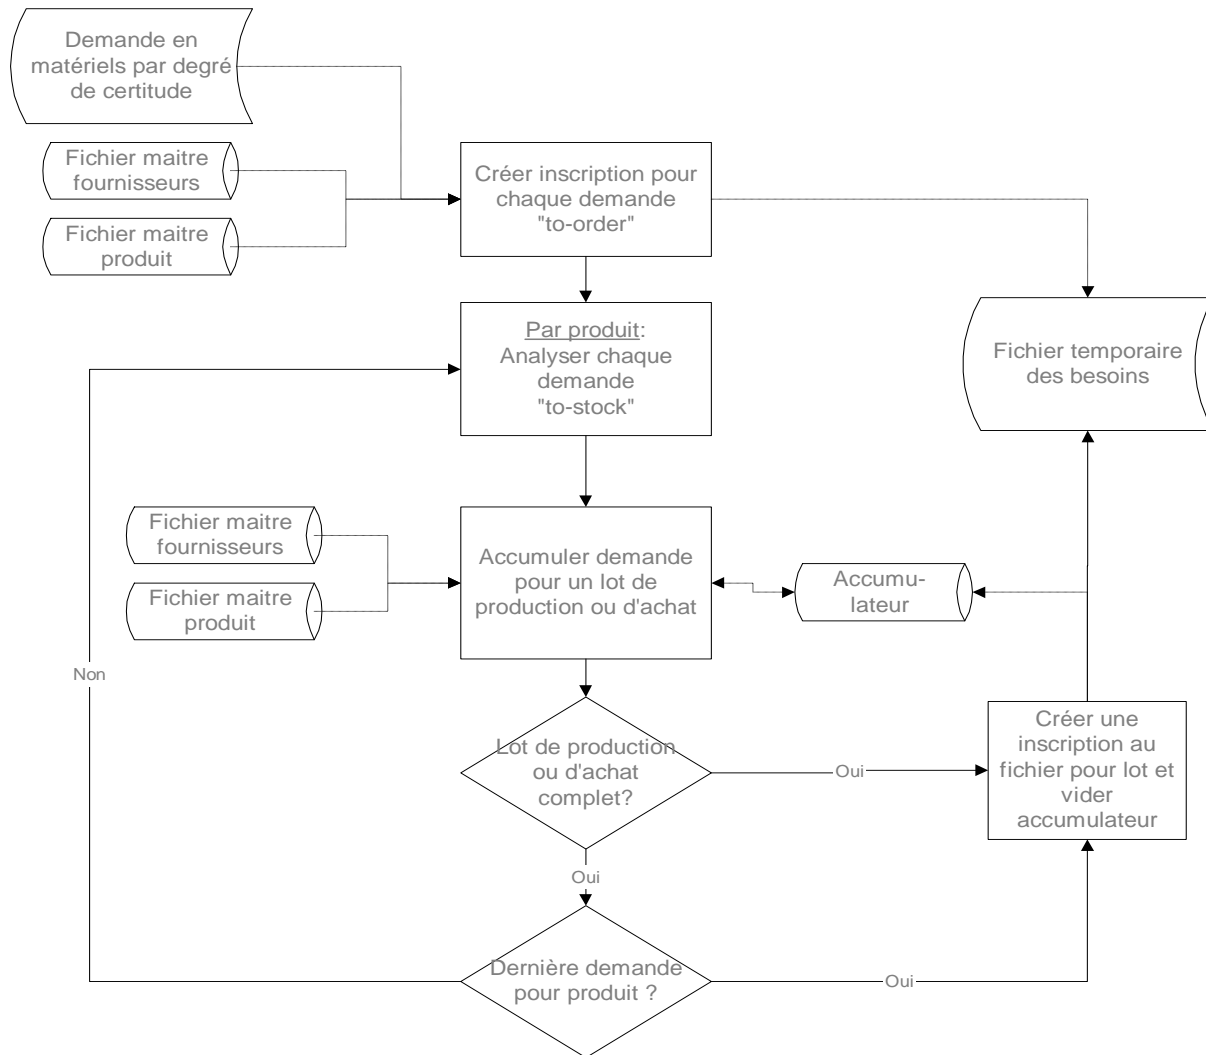 Demande en
matériels par degré
de certitude
Fichier maitre
fournisseurs
Fichier maitre
produit
Créer inscription pour
chaque demande
"to-order"
Par produit:
Analyser chaque
demande
"to-stock"
Fichier temporaire
des besoins
Fichier maitre
fournisseurs
Fichier maitre
produit
Accumuler demande
pour un lot de
production ou d'achat
Accumu-
lateur
Non
Lot de production
ou d'achat
complet?
Oui
Créer une
inscription au
fichier pour lot et
vider
accumulateur
Oui
Dernière demande
pour produit ?
Oui